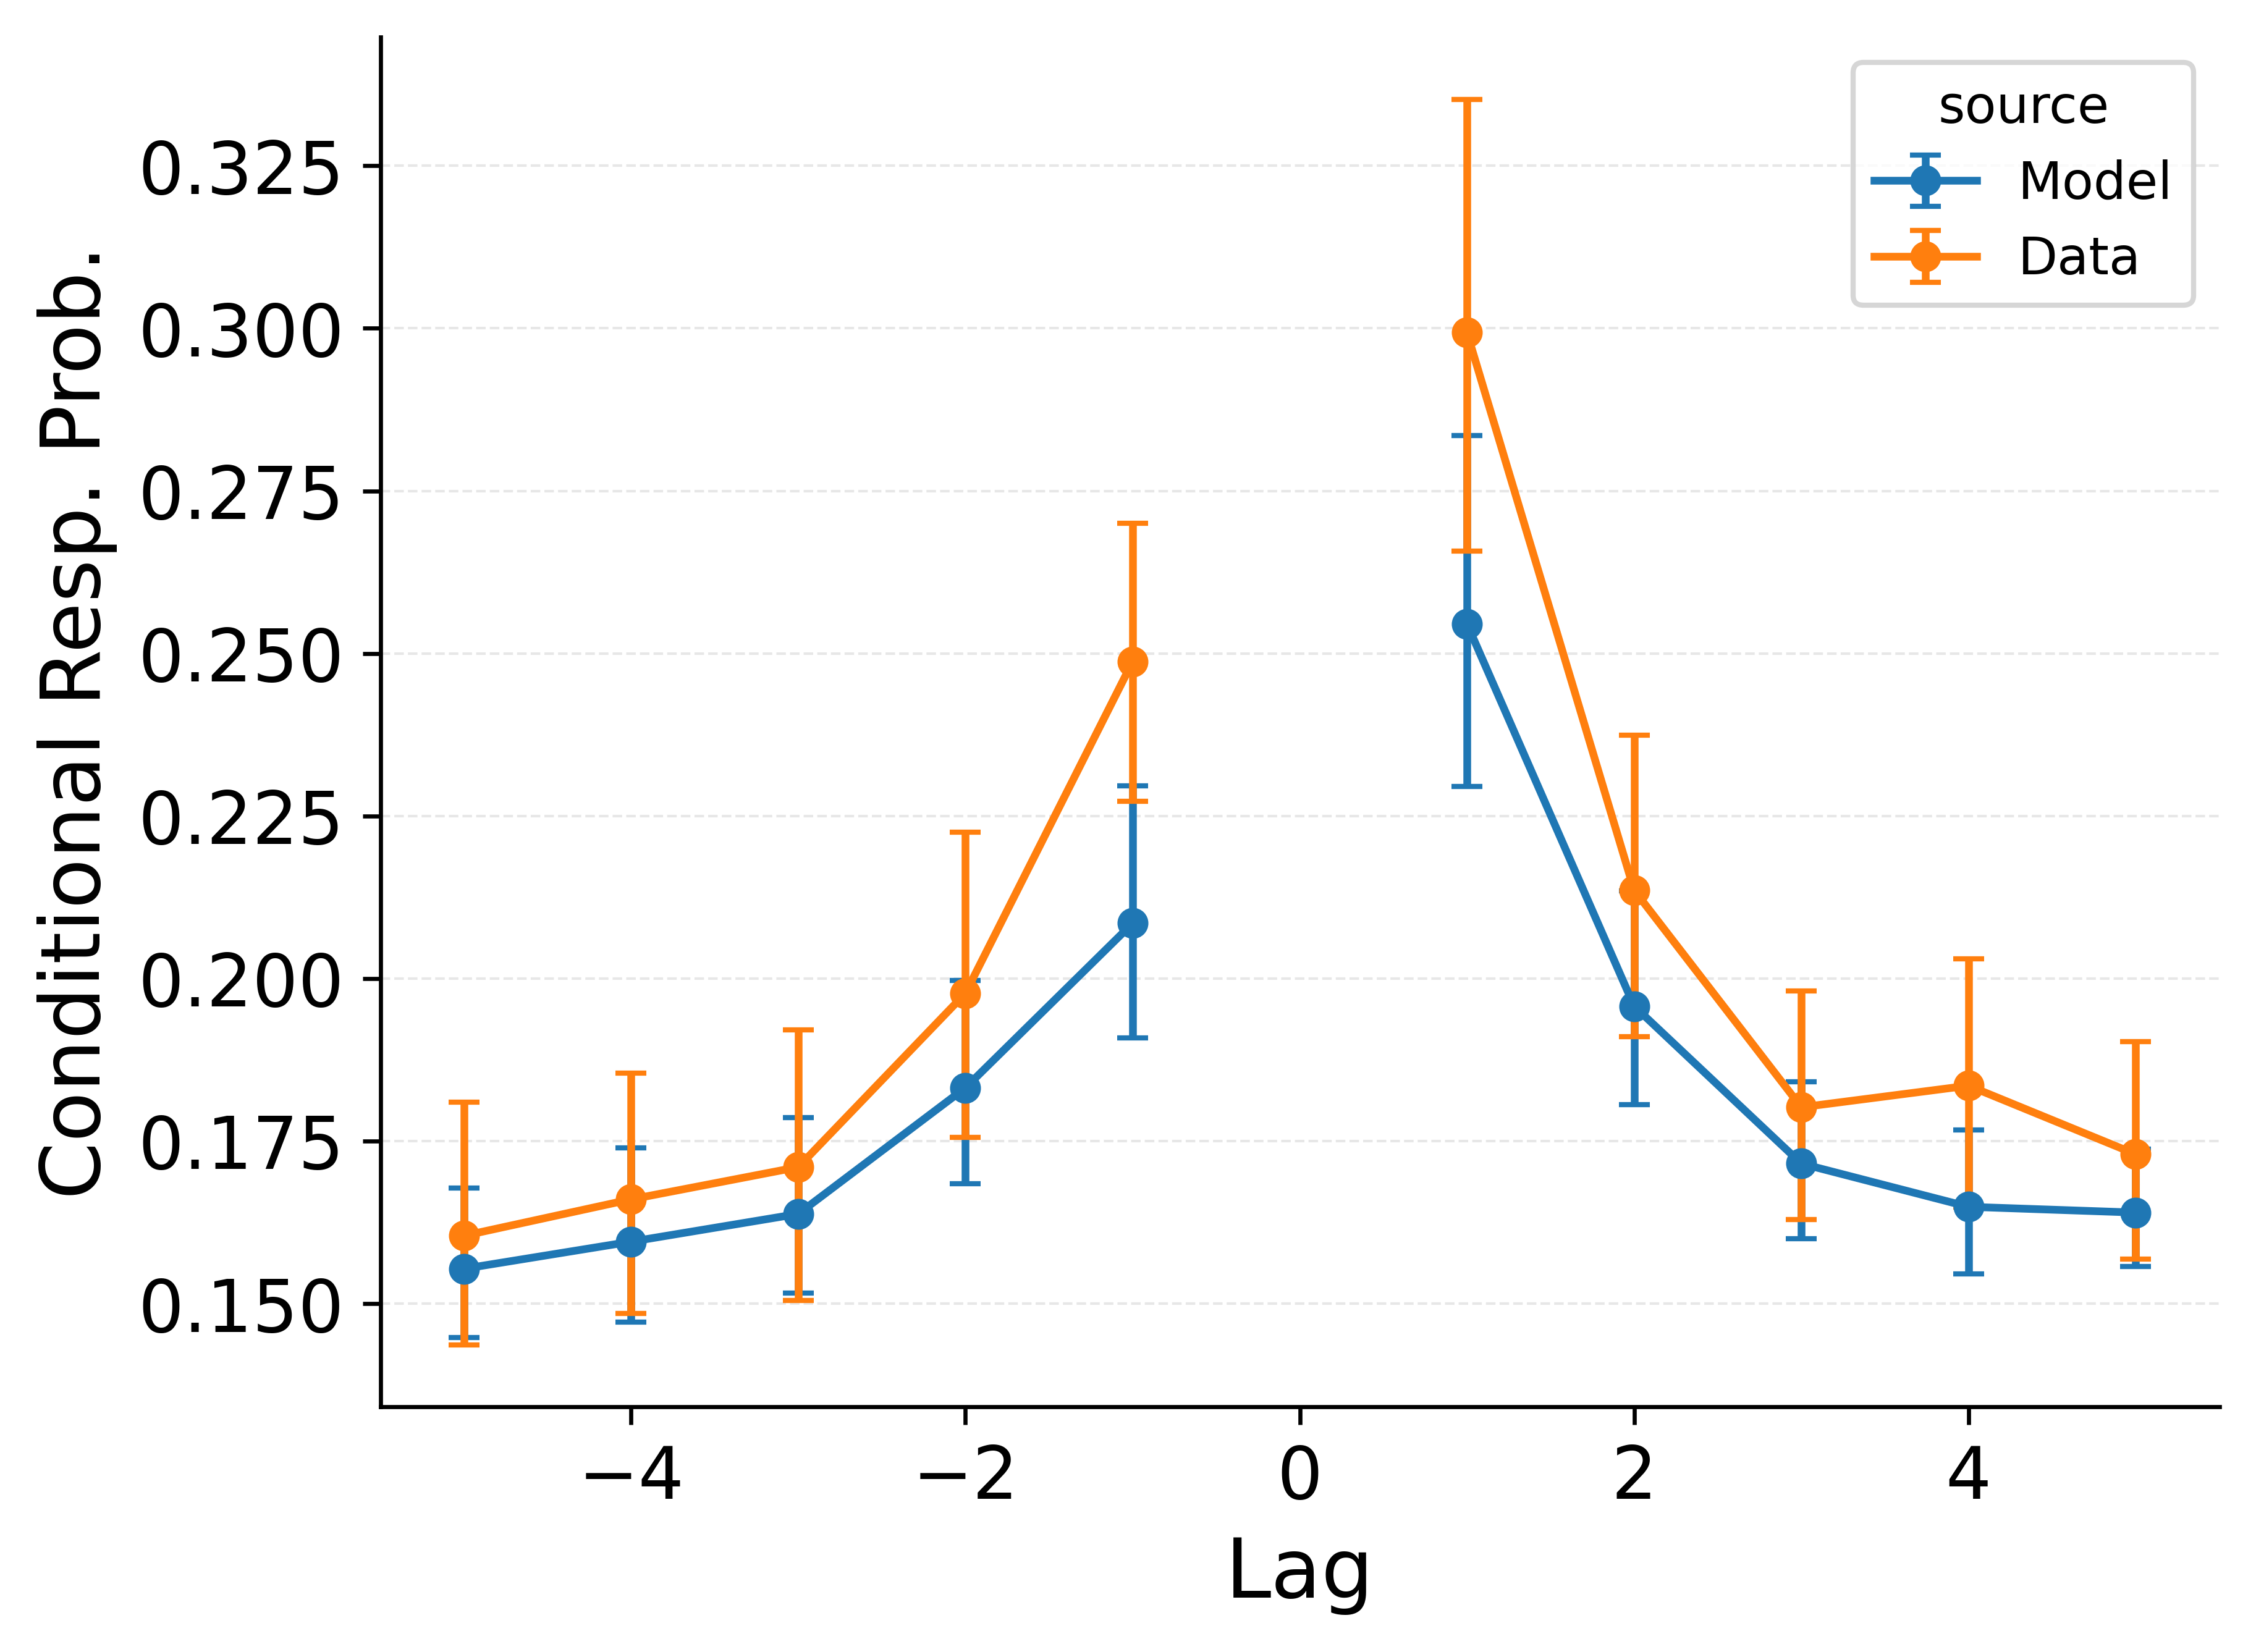 source
Model
Data
Conditional Resp. Prob.
0.325
0.300
0.275
0.250
0.225
0.200
0.175
0.150
−4 −2 0 2 4
Lag